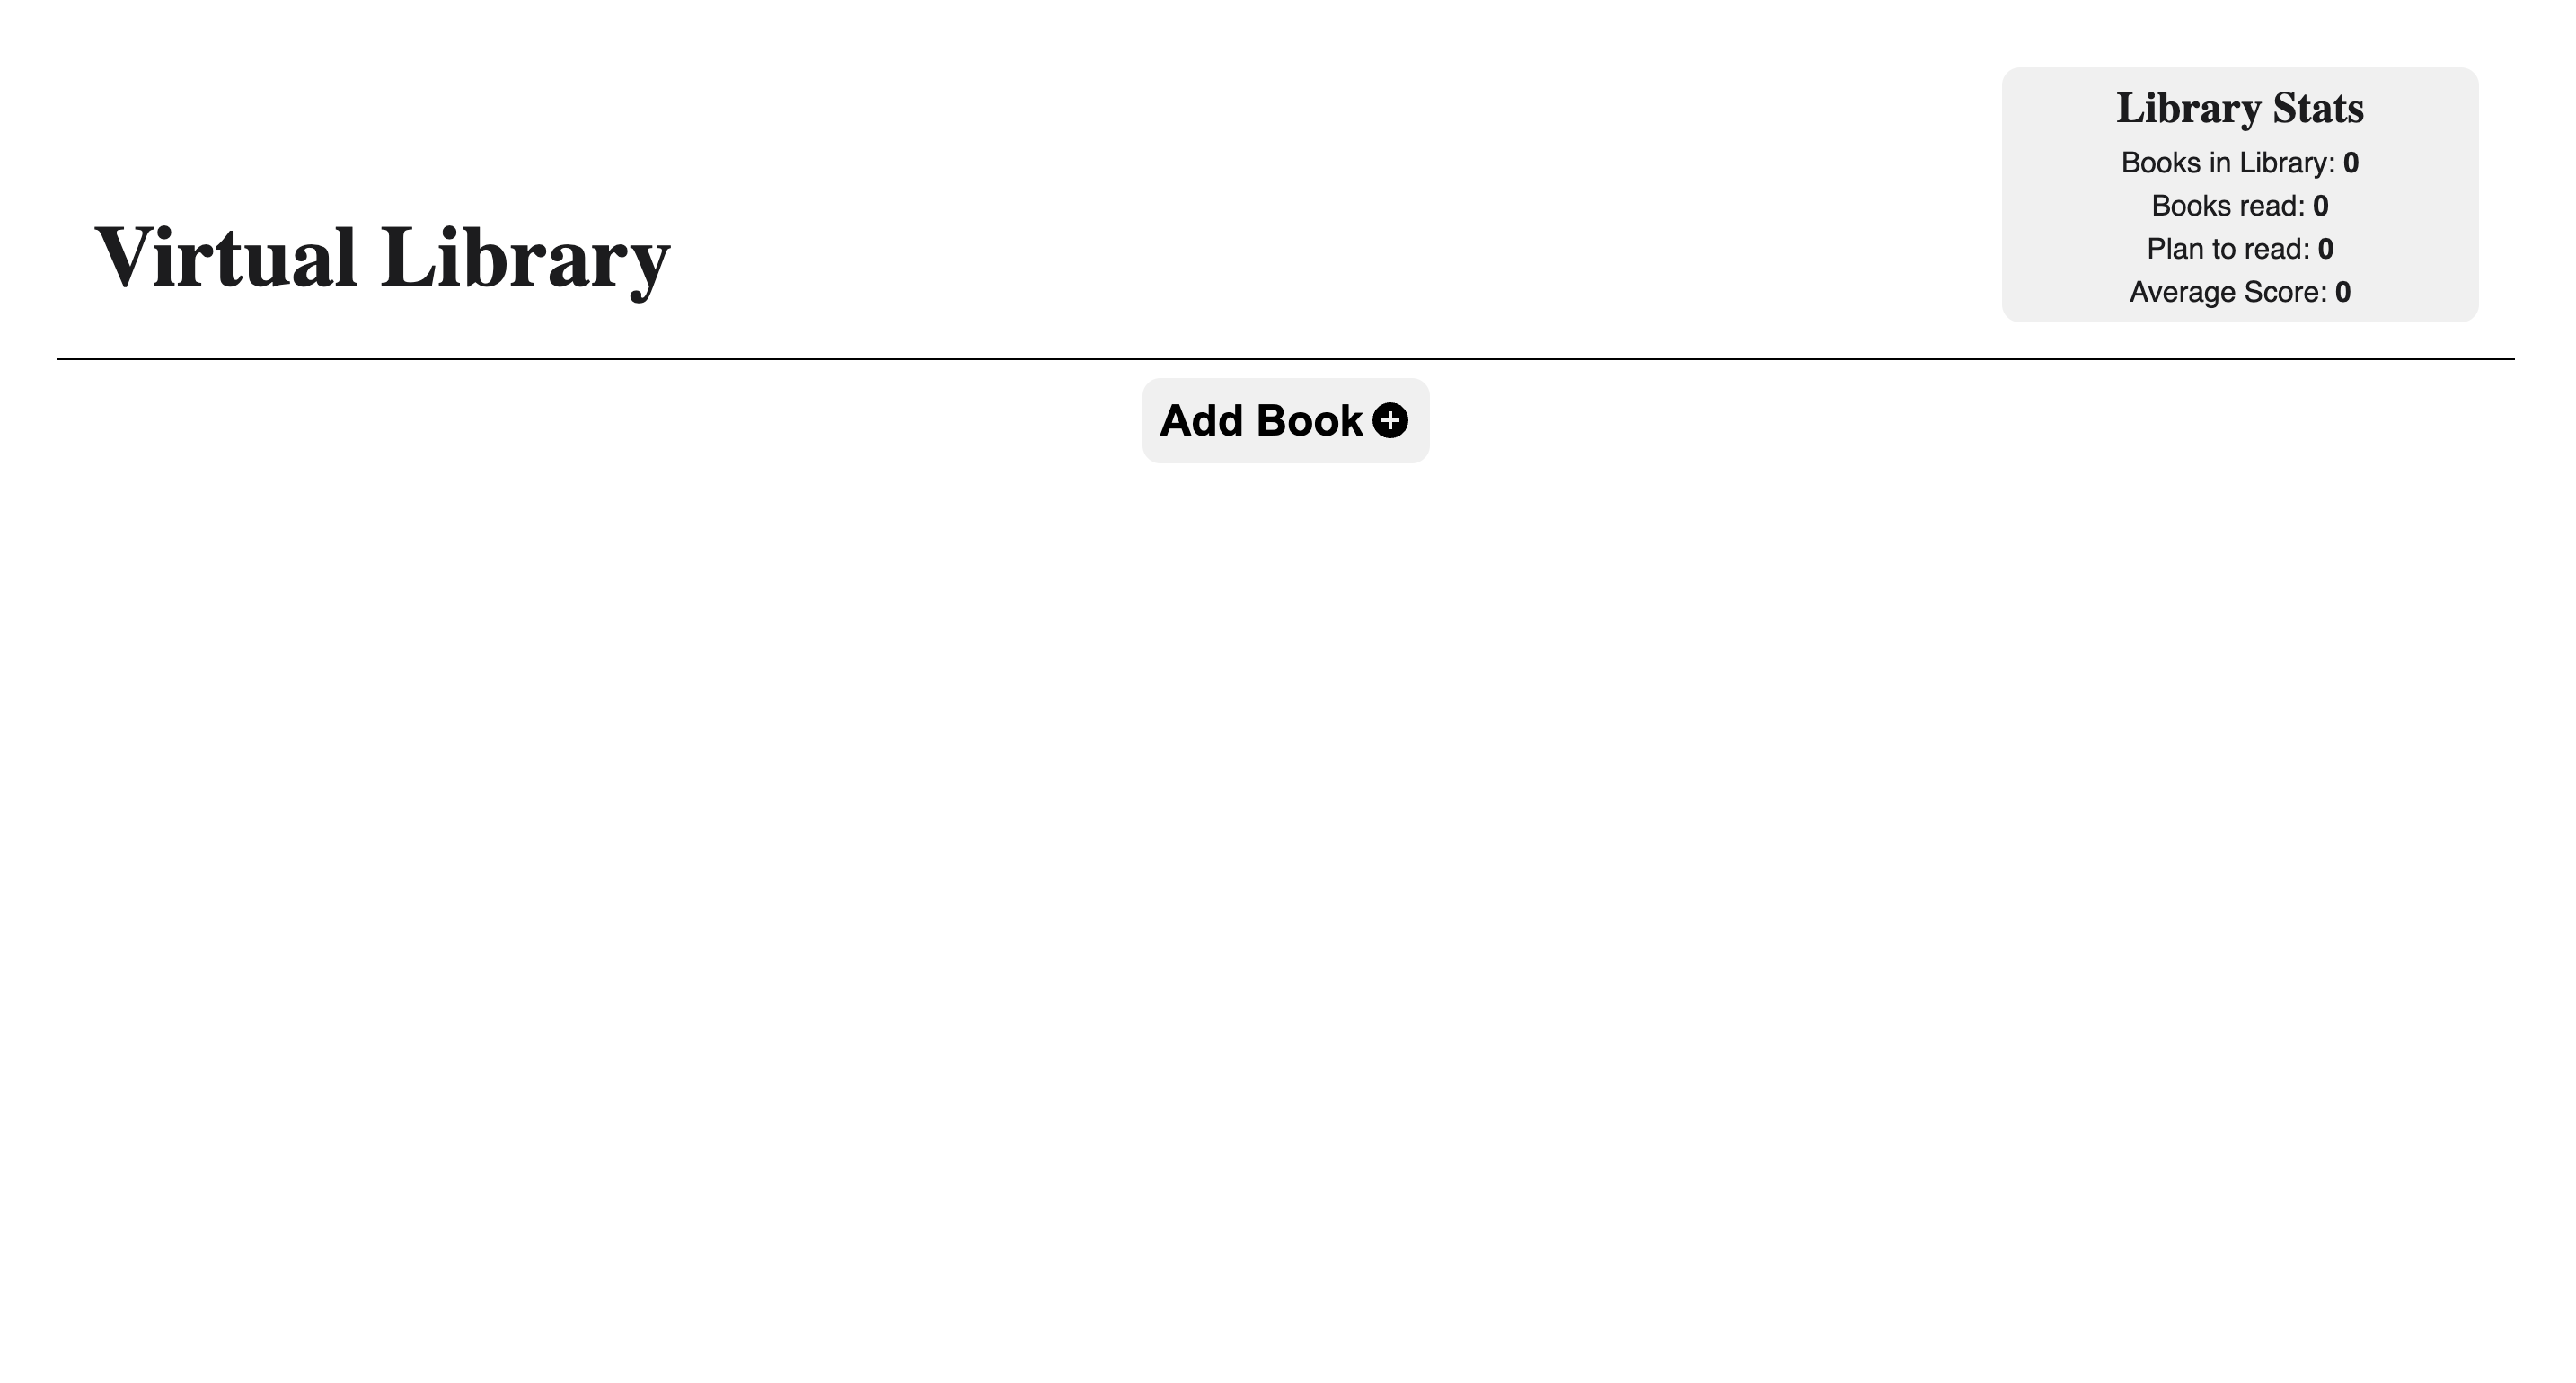 Virtual Library
Library Stats
Books in Library: 0
Books read: 0
Plan to read: 0
Average Score: 0
Add Book